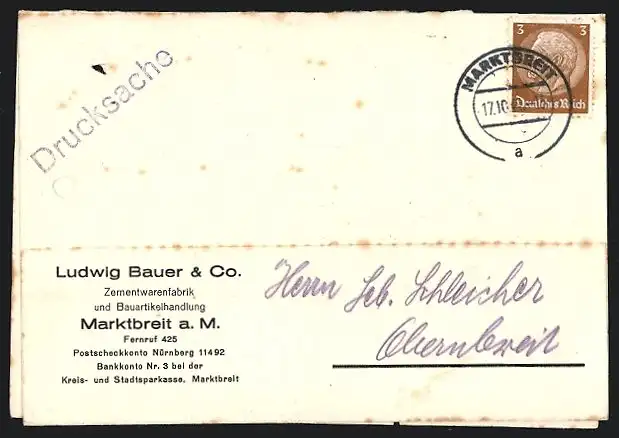 Drucksache
3 3
Deutsches Reich
MARKTBREIT
17.10.
a
Ludwig Bauer & Co.
Zementwarenfabrik
und Bauartikelhandlung
Marktbreit a. M.
Fernruf 425
Postscheckkonto Nürnberg 11492
Bankkonto Nr. 3 bei der
Kreis- und Stadtsparkasse, Marktbreit
Herrn Seb. Schleicher
Obernbreit